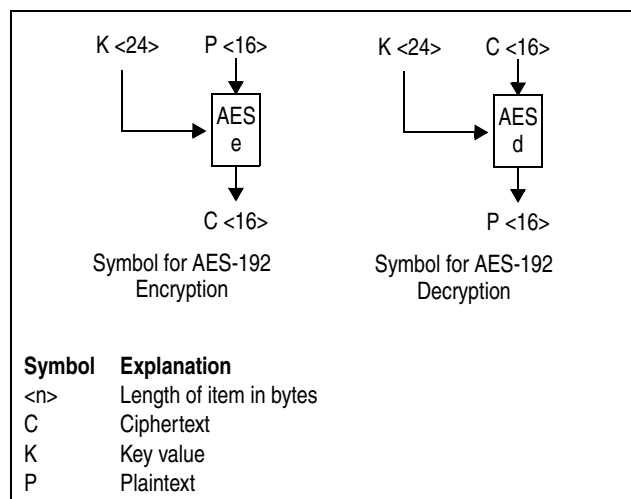 K <24> P <16>
AES
e
C <16>
Symbol for AES-192
Encryption
K <24> C <16>
AES
d
P <16>
Symbol for AES-192
Decryption
Symbol Explanation
<n> Length of item in bytes
C Ciphertext
K Key value
P Plaintext